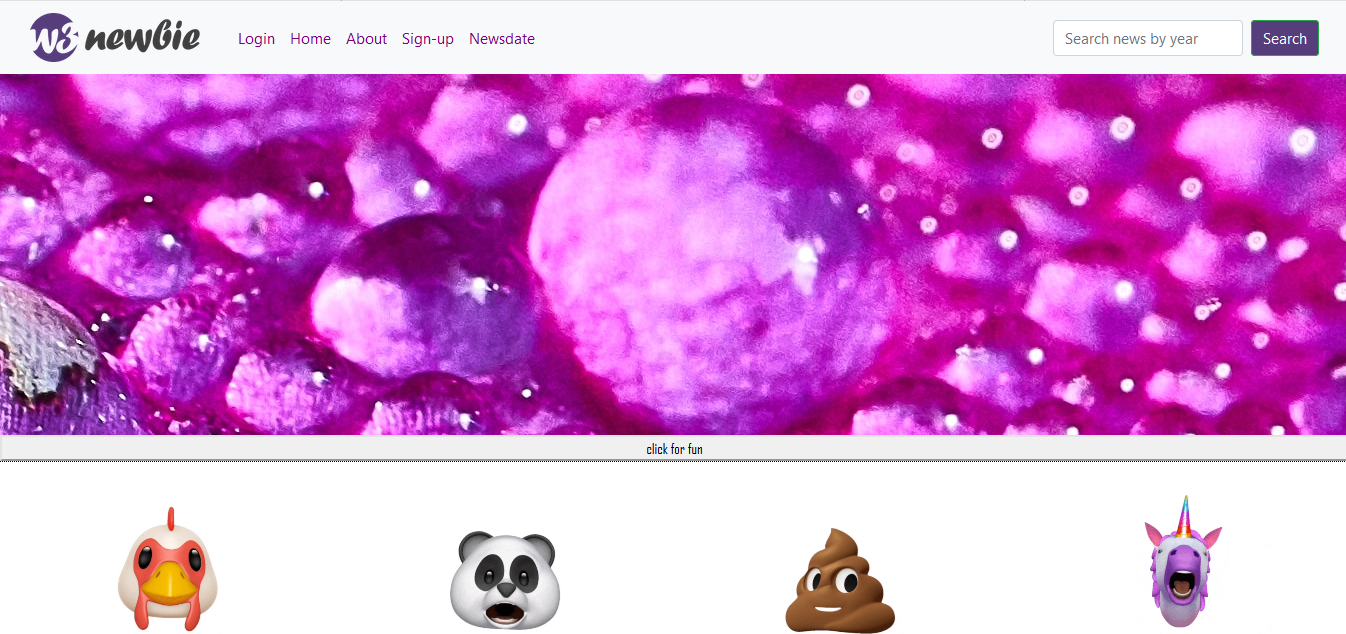 W3 newbie
Login Home About Sign-up Newsdate
Search news by year
Search
click for fun